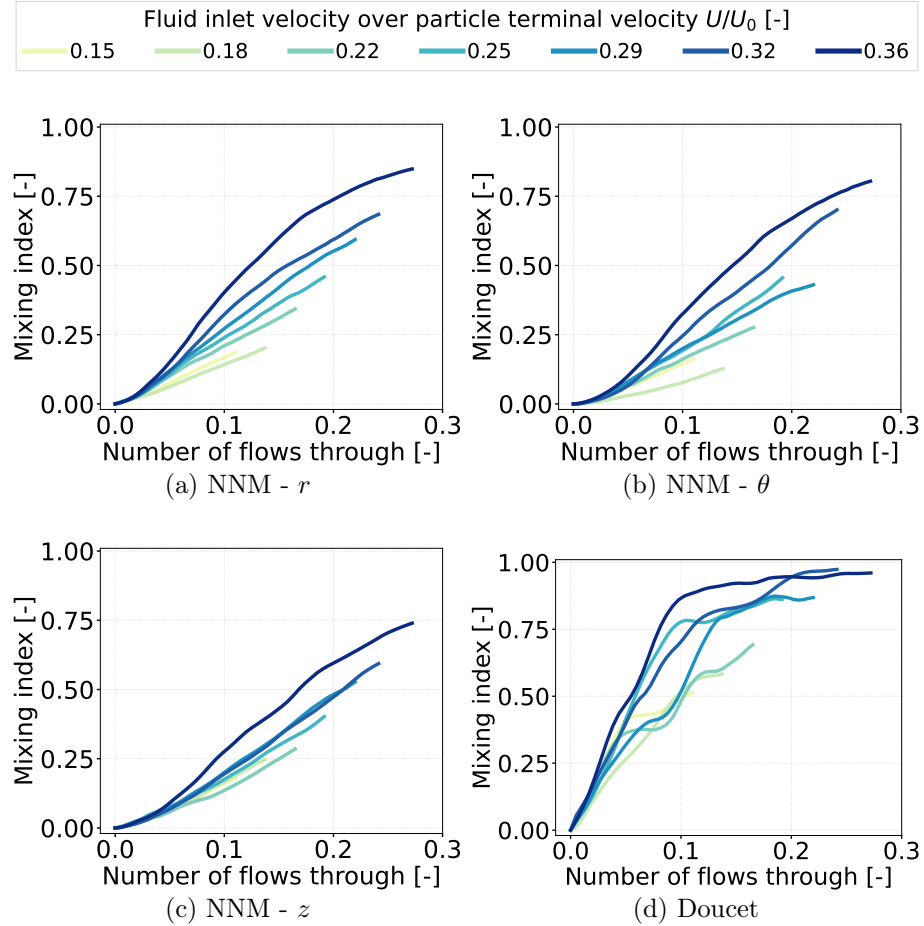 Fluid inlet velocity over particle terminal velocity U/U₀ [-]
0.15 0.18 0.22 0.25 0.29 0.32 0.36
1.00
0.75
0.50
0.25
0.00
Mixing index [-]
0.0 0.1 0.2 0.3
Number of flows through [-]
(a) NNM - r
1.00
0.75
0.50
0.25
0.00
Mixing index [-]
0.0 0.1 0.2 0.3
Number of flows through [-]
(b) NNM - θ
1.00
0.75
0.50
0.25
0.00
Mixing index [-]
0.0 0.1 0.2 0.3
Number of flows through [-]
(c) NNM - z
1.00
0.75
0.50
0.25
0.00
Mixing index [-]
0.0 0.1 0.2 0.3
Number of flows through [-]
(d) Doucet